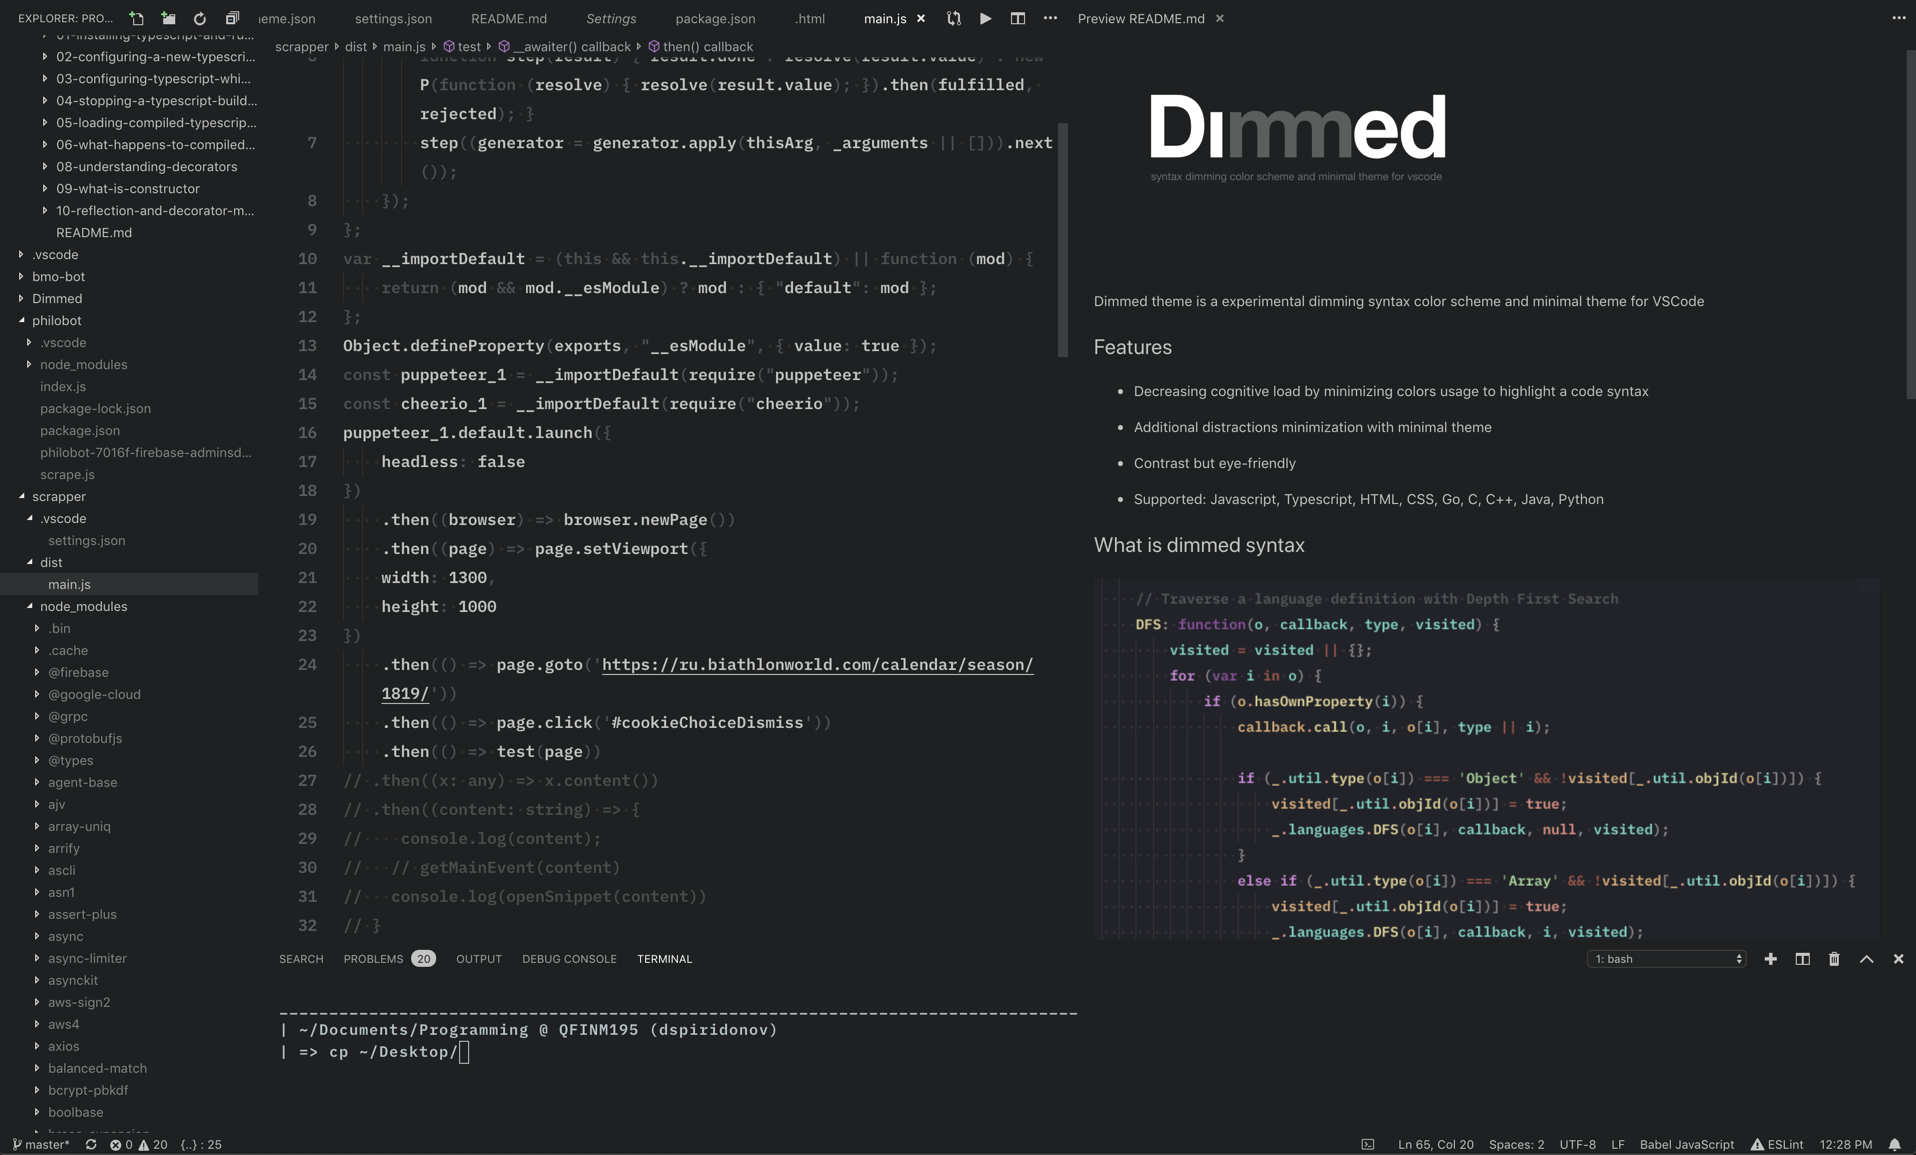 EXPLORER: PRO...
01-installing-typescript-and-ru...
02-configuring-a-new-typescri...
03-configuring-typescript-whi...
04-stopping-a-typescript-build...
05-loading-compiled-typescrip...
06-what-happens-to-compiled...
08-understanding-decorators
09-what-is-constructor
10-reflection-and-decorator-m...
README.md
.vscode
bmo-bot
Dimmed
philobot
.vscode
node_modules
index.js
package-lock.json
package.json
philobot-7016f-firebase-adminsd...
scrape.js
scrapper
.vscode
settings.json
dist
main.js
node_modules
.bin
.cache
@firebase
@google-cloud
@grpc
@protobufjs
@types
agent-base
ajv
array-uniq
arrify
ascli
asn1
assert-plus
async
async-limiter
asynckit
aws-sign2
aws4
axios
balanced-match
bcrypt-pbkdf
boolbase
eme.json settings.json README.md Settings package.json .html main.js
scrapper dist main.js test __awaiter() callback then() callback
function step(result) { result.done ? resolve(result.value) : new
P(function (resolve) { resolve(result.value); }).then(fulfilled,
rejected); }
7 step((generator = generator.apply(thisArg, _arguments || [])).next
());
8 });
9 };
10 var __importDefault = (this && this.__importDefault) || function (mod) {
11 return (mod && mod.__esModule) ? mod : { "default": mod };
12 };
13 Object.defineProperty(exports, "__esModule", { value: true });
14 const puppeteer_1 = __importDefault(require("puppeteer"));
15 const cheerio_1 = __importDefault(require("cheerio"));
16 puppeteer_1.default.launch({
17 headless: false
18 })
19 .then((browser) => browser.newPage())
20 .then((page) => page.setViewport({
21 width: 1300,
22 height: 1000
23 })
24 .then(() => page.goto('https://ru.biathlonworld.com/calendar/season/
1819/'))
25 .then(() => page.click('#cookieChoiceDismiss'))
26 .then(() => test(page))
27 // .then((x: any) => x.content())
28 // .then((content: string) => {
29 // console.log(content);
30 // // getMainEvent(content)
31 // console.log(openSnippet(content))
32 // }
Preview README.md
Dimmed
syntax dimming color scheme and minimal theme for vscode
Dimmed theme is a experimental dimming syntax color scheme and minimal theme for VSCode
Features
• Decreasing cognitive load by minimizing colors usage to highlight a code syntax
• Additional distractions minimization with minimal theme
• Contrast but eye-friendly
• Supported: Javascript, Typescript, HTML, CSS, Go, C, C++, Java, Python
What is dimmed syntax
// Traverse a language definition with Depth First Search
DFS: function(o, callback, type, visited) {
visited = visited || {};
for (var i in o) {
if (o.hasOwnProperty(i)) {
callback.call(o, i, o[i], type || i);
if (_.util.type(o[i]) === 'Object' && !visited[_.util.objId(o[i])]) {
visited[_.util.objId(o[i])] = true;
_.languages.DFS(o[i], callback, null, visited);
}
else if (_.util.type(o[i]) === 'Array' && !visited[_.util.objId(o[i])]) {
visited[_.util.objId(o[i])] = true;
_.languages.DFS(o[i], callback, i, visited);
SEARCH PROBLEMS 20 OUTPUT DEBUG CONSOLE TERMINAL
1: bash
| ~/Documents/Programming @ QFINM195 (dspiridonov)
| => cp ~/Desktop/
master* 0 20 {..} : 25
Ln 65, Col 20 Spaces: 2 UTF-8 LF Babel JavaScript ESLint 12:28 PM